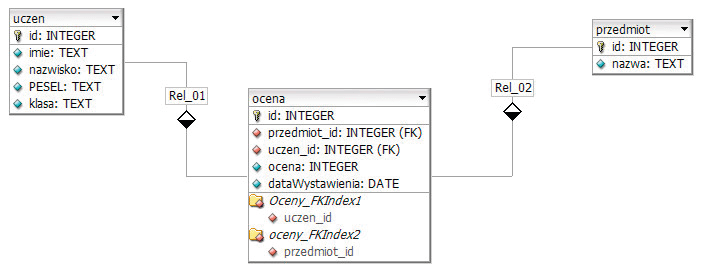 uczen
id: INTEGER
imie: TEXT
nazwisko: TEXT
PESEL: TEXT
klasa: TEXT
Rel_01
ocena
id: INTEGER
przedmiot_id: INTEGER (FK)
uczen_id: INTEGER (FK)
ocena: INTEGER
dataWystawienia: DATE
Oceny_FKIndex1
uczen_id
oceny_FKIndex2
przedmiot_id
Rel_02
przedmiot
id: INTEGER
nazwa: TEXT